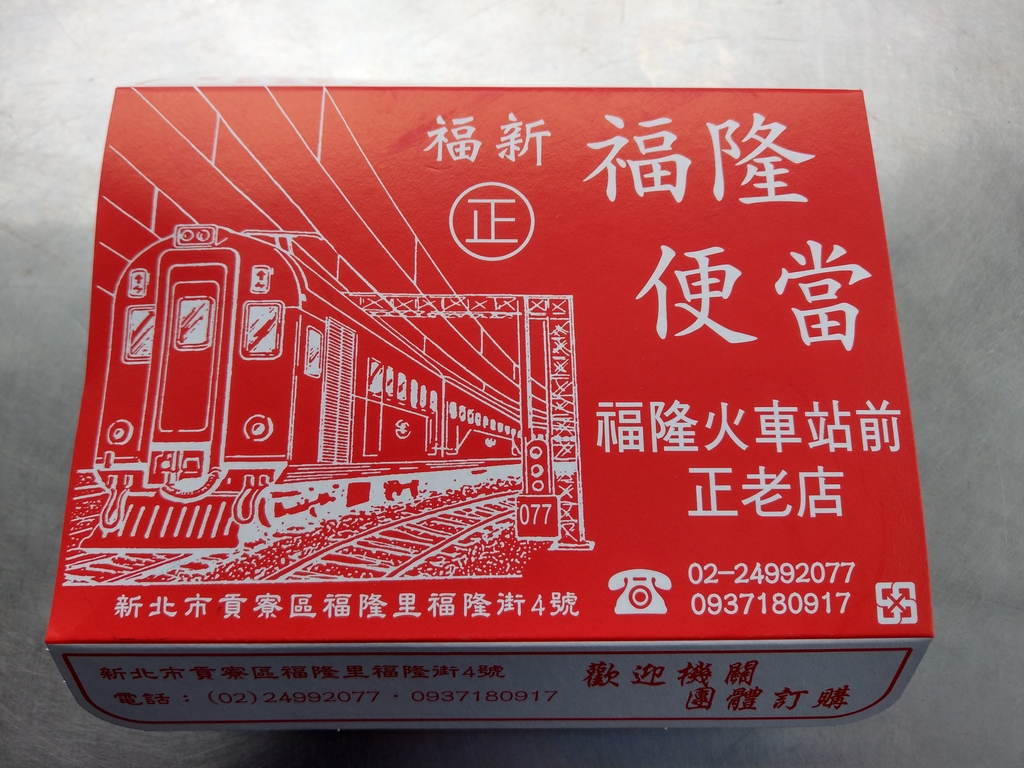 福新
正
福隆
便當
福隆火車站前
正老店
077
02-24992077
0937180917
新北市貢寮區福隆里福隆街4號
新北市貢寮區福隆里福隆街4號
電話：(02)24992077·0937180917
歡迎機關
團體訂購